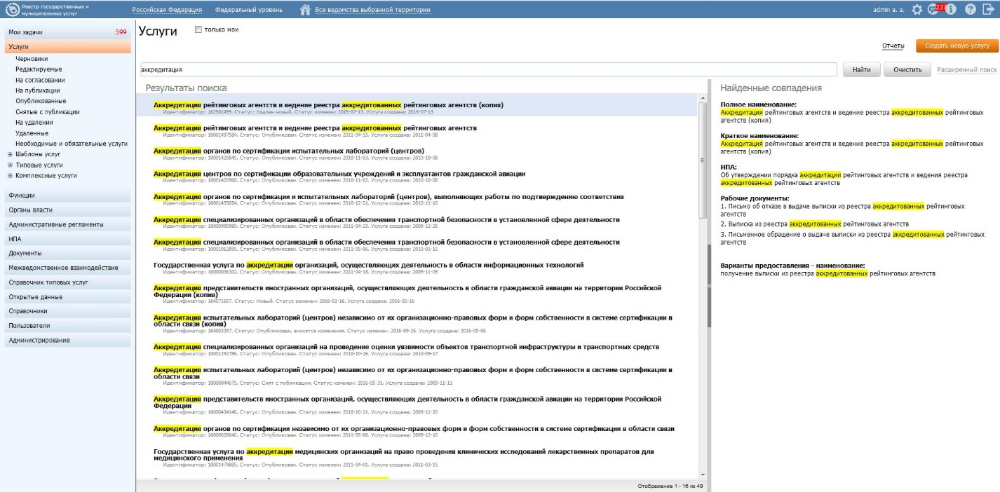 Реестр государственных и
муниципальных услуг
Российская Федерация
Федеральный уровень
Все ведомства выбранной территории
admin a. a.
237
Мои задачи 599
Услуги
Черновики
Редактируемые
На согласовании
На публикации
Опубликованные
Снятые с публикации
На удалении
Удаленные
Необходимые и обязательные услуги
Шаблоны услуг
Типовые услуги
Комплексные услуги
Функции
Органы власти
Административные регламенты
НПА
Документы
Межведомственное взаимодействие
Справочник типовых услуг
Открытые данные
Справочники
Пользователи
Администрирование
Услуги
только мои
Отчеты
Создать новую услугу
аккредитация
Найти
Очистить
Расширенный поиск
Результаты поиска
Аккредитация рейтинговых агентств и ведение реестра аккредитованных рейтинговых агентств (копия)
Идентификатор: 162501499. Статус: Удален новый. Статус изменен: 2015-07-13. Услуга создана: 2015-07-13
Аккредитация рейтинговых агентств и ведение реестра аккредитованных рейтинговых агентств
Идентификатор: 10001497584. Статус: Опубликован. Статус изменен: 2011-04-15. Услуга создана: 2011-04-08
Аккредитация органов по сертификации испытательных лабораторий (центров)
Идентификатор: 10001420845. Статус: Опубликован. Статус изменен: 2010-11-03. Услуга создана: 2010-10-08
Аккредитация центров по сертификации образовательных учреждений и эксплуатантов гражданской авиации
Идентификатор: 10001420968. Статус: Опубликован. Статус изменен: 2010-11-02. Услуга создана: 2010-10-08
Аккредитация органов по сертификации и испытательных лабораторий (центров), выполняющих работы по подтверждению соответствия
Идентификатор: 10001433054. Статус: Опубликован. Статус изменен: 2010-12-21. Услуга создана: 2010-11-10
Аккредитация специализированных организаций в области обеспечения транспортной безопасности в установленной сфере деятельности
Идентификатор: 10000990980. Статус: Опубликован. Статус изменен: 2011-04-25. Услуга создана: 2009-12-25
Аккредитация специализированных организаций в области обеспечения транспортной безопасности в установленной сфере деятельности
Идентификатор: 10001012895. Статус: Опубликован. Статус изменен: 2011-05-06. Услуга создана: 2010-01-15
Государственная услуга по аккредитации организаций, осуществляющих деятельность в области информационных технологий
Идентификатор: 10000036302. Статус: Опубликован. Статус изменен: 2011-04-18. Услуга создана: 2009-11-09
Аккредитация представительств иностранных организаций, осуществляющих деятельность в области гражданской авиации на территории Российской
Федерации (копия)
Идентификатор: 164571657. Статус: Новый. Статус изменен: 2016-02-16. Услуга создана: 2016-02-16
Аккредитация испытательных лабораторий (центров) независимо от их организационно-правовых форм и форм собственности в системе сертификации в
области связи (копия)
Идентификатор: 164603397. Статус: Опубликован, вносятся изменения. Статус изменен: 2016-09-26. Услуга создана: 2016-05-06
Аккредитация специализированных организаций на проведение оценки уязвимости объектов транспортной инфраструктуры и транспортных средств
Идентификатор: 10001292786. Статус: Опубликован. Статус изменен: 2010-10-26. Услуга создана: 2010-09-17
Аккредитация испытательных лабораторий (центров) независимо от их организационно-правовых форм и форм собственности в системе сертификации в
области связи
Идентификатор: 10000044675. Статус: Снят с публикации. Статус изменен: 2016-05-31. Услуга создана: 2009-11-11
Аккредитация представительств иностранных организаций, осуществляющих деятельность в области гражданской авиации на территории Российской
Федерации
Идентификатор: 10000434148. Статус: Опубликован. Статус изменен: 2010-10-21. Услуга создана: 2009-11-20
Аккредитация органов по сертификации независимо от их организационно-правовых форм и форм собственности в системе сертификации в области связи
Идентификатор: 10000628640. Статус: Опубликован. Статус изменен: 2011-05-06. Услуга создана: 2009-12-10
Государственная услуга по аккредитации медицинских организаций на право проведения клинических исследований лекарственных препаратов для
медицинского применения
Идентификатор: 10001479885. Статус: Опубликован. Статус изменен: 2011-04-01. Услуга создана: 2011-03-15
Отображение 1 - 16 из 49
Найденные совпадения
Полное наименование:
Аккредитация рейтинговых агентств и ведение реестра аккредитованных рейтинговых
агентств (копия)
Краткое наименование:
Аккредитация рейтинговых агентств и ведение реестра аккредитованных рейтинговых
агентств (копия)
НПА:
Об утверждении порядка аккредитации рейтинговых агентств и ведения реестра
аккредитованных рейтинговых агентств
Рабочие документы:
1. Письмо об отказе в выдаче выписки из реестра аккредитованных рейтинговых
агентств
2. Выписка из реестра аккредитованных рейтинговых агентств
3. Письменное обращение о выдаче выписки из реестра аккредитованных рейтинговых
агентств
Варианты предоставления - наименование:
получение выписки из реестра аккредитованных рейтинговых агентств